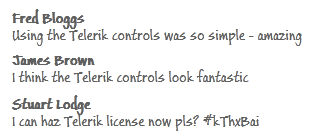 Fred Bloggs
Using the Telerik controls was so simple - amazing
James Brown
I think the Telerik controls look fantastic
Stuart Lodge
I can haz Telerik license now pls? #kThxBai